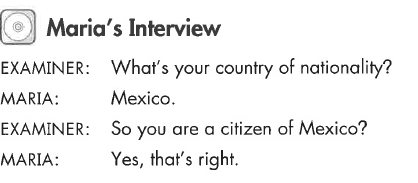 Maria's Interview
EXAMINER: What's your country of nationality?
MARIA: Mexico.
EXAMINER: So you are a citizen of Mexico?
MARIA: Yes, that's right.